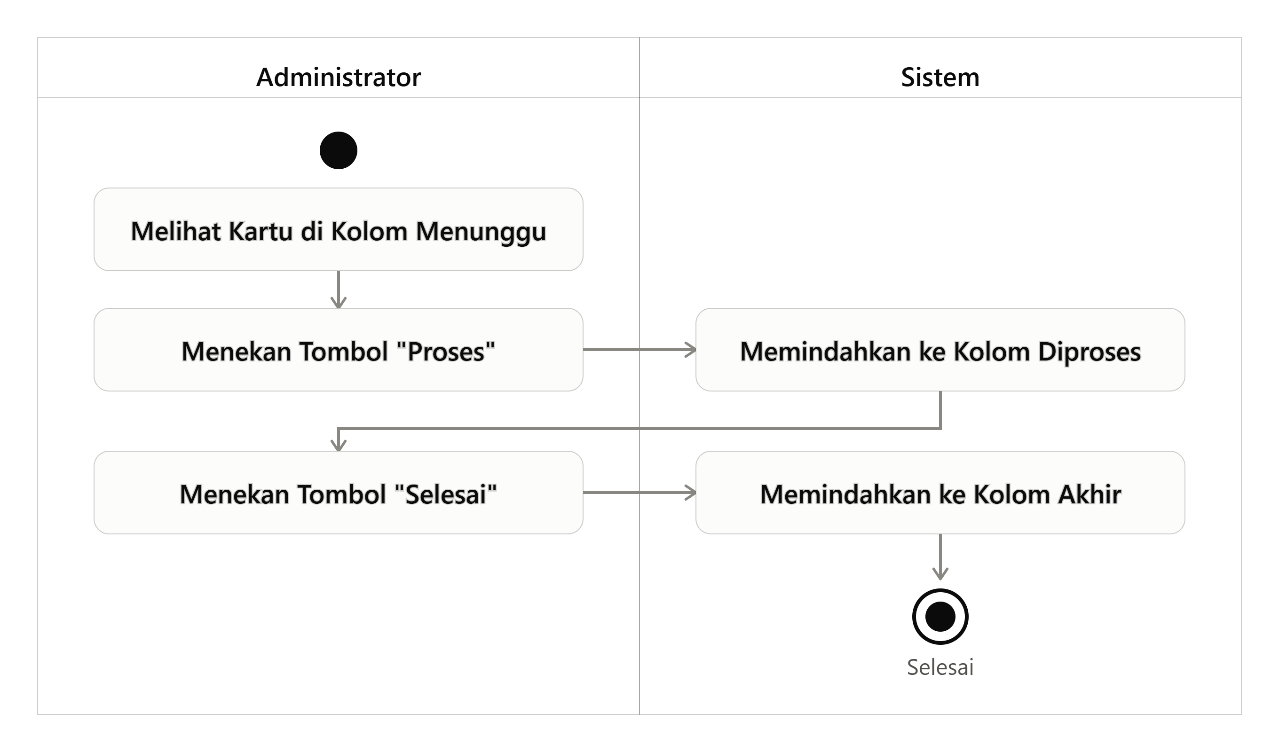 Administrator
Sistem
Melihat Kartu di Kolom Menunggu
Menekan Tombol "Proses"
Memindahkan ke Kolom Diproses
Menekan Tombol "Selesai"
Memindahkan ke Kolom Akhir
Selesai